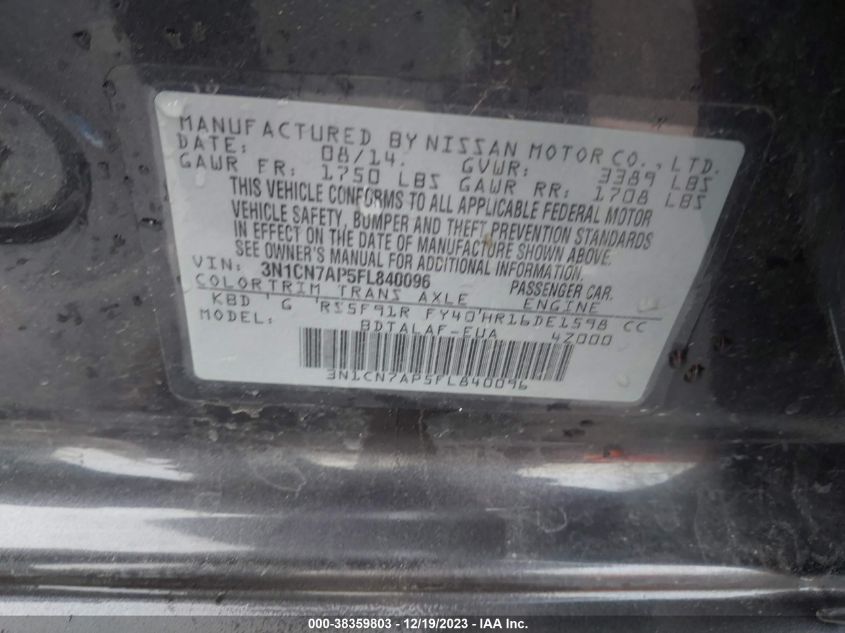 MANUFACTURED BY NISSAN MOTOR CO., LTD.
DATE: 08/14. GVWR: 3389 LBS
GAWR FR: 1750 LBS GAWR RR: 1708 LBS
THIS VEHICLE CONFORMS TO ALL APPLICABLE FEDERAL MOTOR
VEHICLE SAFETY, BUMPER AND THEFT PREVENTION STANDARDS
IN EFFECT ON THE DATE OF MANUFACTURE SHOWN ABOVE.
SEE OWNER'S MANUAL FOR ADDITIONAL INFORMATION.
VIN: 3N1CN7AP5FL840096 PASSENGER CAR.
COLOR TRIM TRANS AXLE ENGINE
KBD ' G 'RS5F91R FY40'HR16DE1598 CC
MODEL: BDTALAF-EUA 4Z000
3N1CN7AP5FL840096
000-38359803 - 12/19/2023 - IAA Inc.